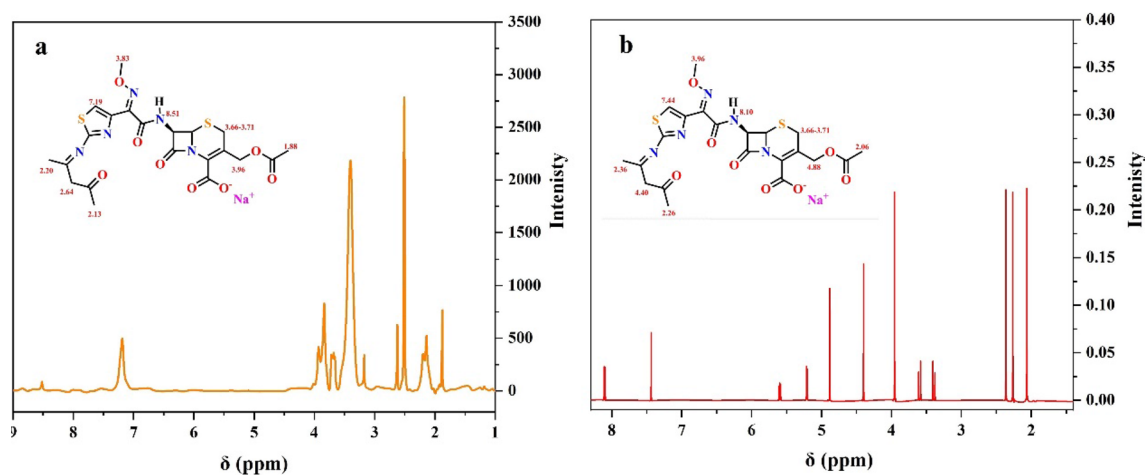 a
3.83
O
N
H
N
8.51
7.19
S
N
O
S
3.66-3.71
N
O
O
1.88
3.96
O
N
2.20
O
2.64
2.13
O
O-
Na+
3500
3000
2500
2000
1500
1000
500
0
Intenisty
9
8
7
6
5
4
3
2
1
δ (ppm)
b
3.96
O
N
H
N
8.10
7.44
S
N
O
S
3.66-3.71
N
O
O
2.06
4.88
O
N
2.36
O
4.40
2.26
O
O-
Na+
0.40
0.35
0.30
0.25
0.20
0.15
0.10
0.05
0.00
Intenisty
8
7
6
5
4
3
2
δ (ppm)